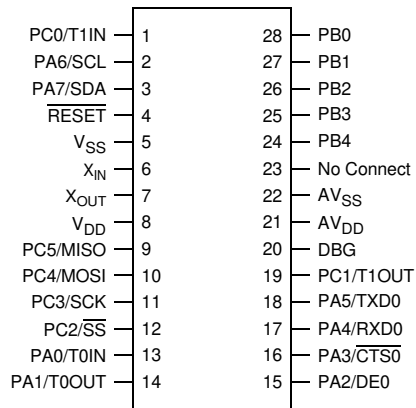 PC0/T1IN 1 28 PB0
PA6/SCL 2 27 PB1
PA7/SDA 3 26 PB2
R̅E̅S̅E̅T̅ 4 25 PB3
VSS 5 24 PB4
XIN 6 23 No Connect
XOUT 7 22 AVSS
VDD 8 21 AVDD
PC5/MISO 9 20 DBG
PC4/MOSI 10 19 PC1/T1OUT
PC3/SCK 11 18 PA5/TXD0
PC2/S̅S̅ 12 17 PA4/RXD0
PA0/T0IN 13 16 PA3/C̅T̅S̅0̅
PA1/T0OUT 14 15 PA2/DE0